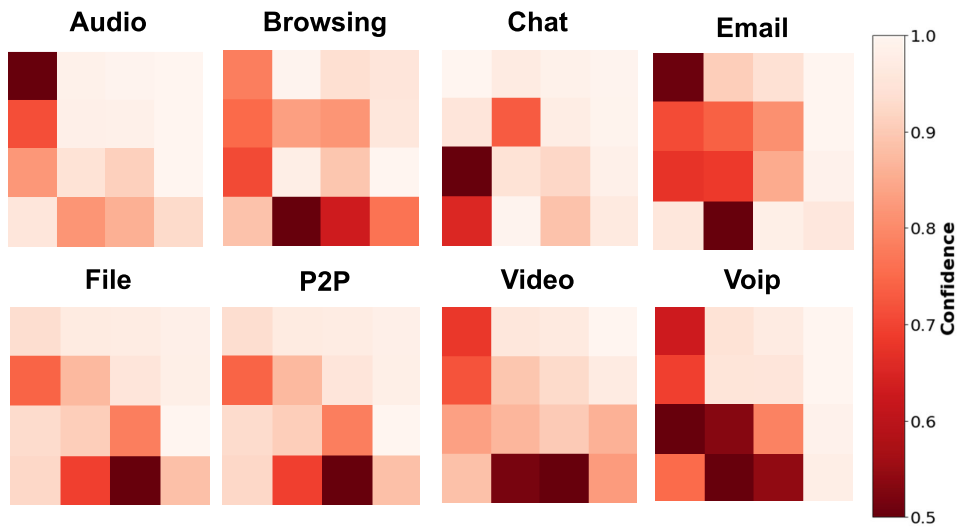 Audio
Browsing
Chat
Email
File
P2P
Video
Voip
1.0
0.9
0.8
0.7
0.6
0.5
Confidence